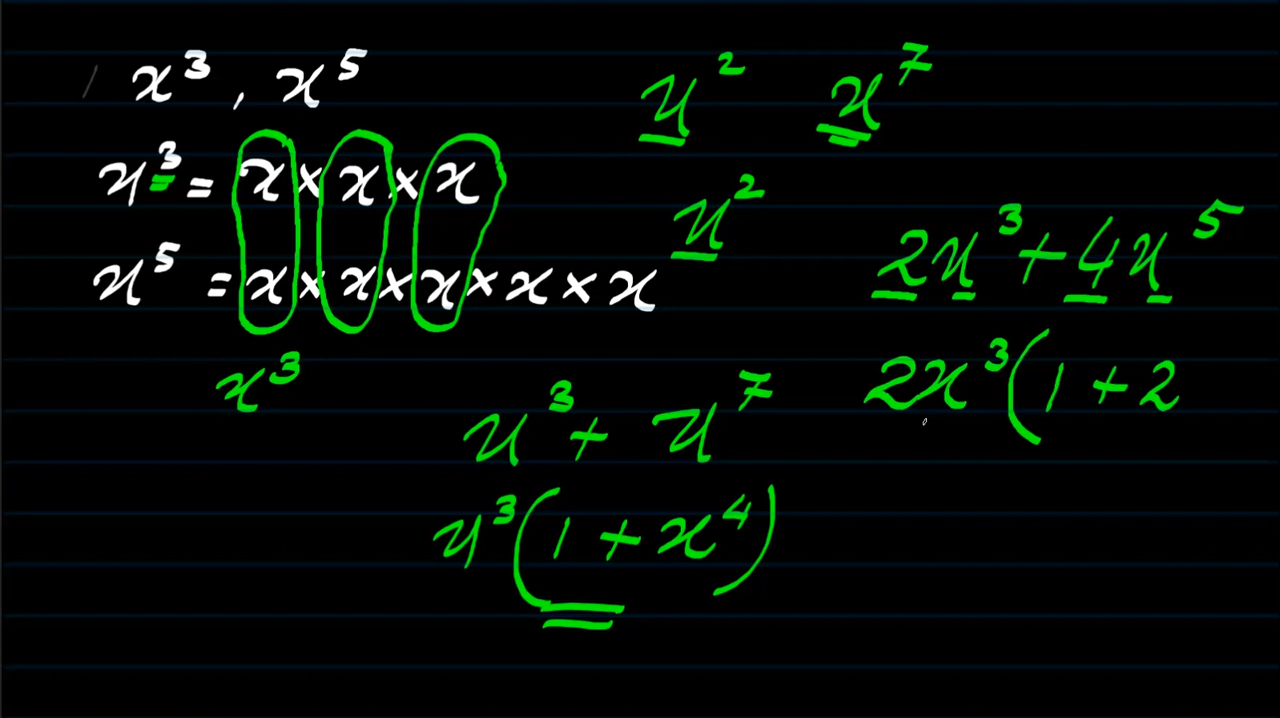 x³, x⁵
x³ = x × x × x
x⁵ = x × x × x × x × x
x³
x² x⁷
x²
x³ + x⁷
x³(1 + x⁴)
2x³ + 4x⁵
2x³(1 + 2